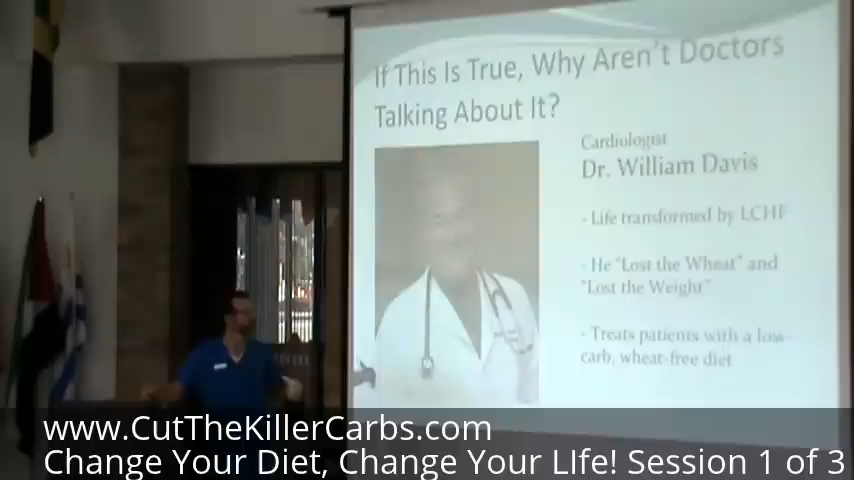 If This Is True, Why Aren't Doctors
Talking About It?
Cardiologist
Dr. William Davis
- Life transformed by LCHF
- He "Lost the Wheat" and
"Lost the Weight"
- Treats patients with a low-
carb, wheat-free diet
www.CutTheKillerCarbs.com
Change Your Diet, Change Your LIfe! Session 1 of 3